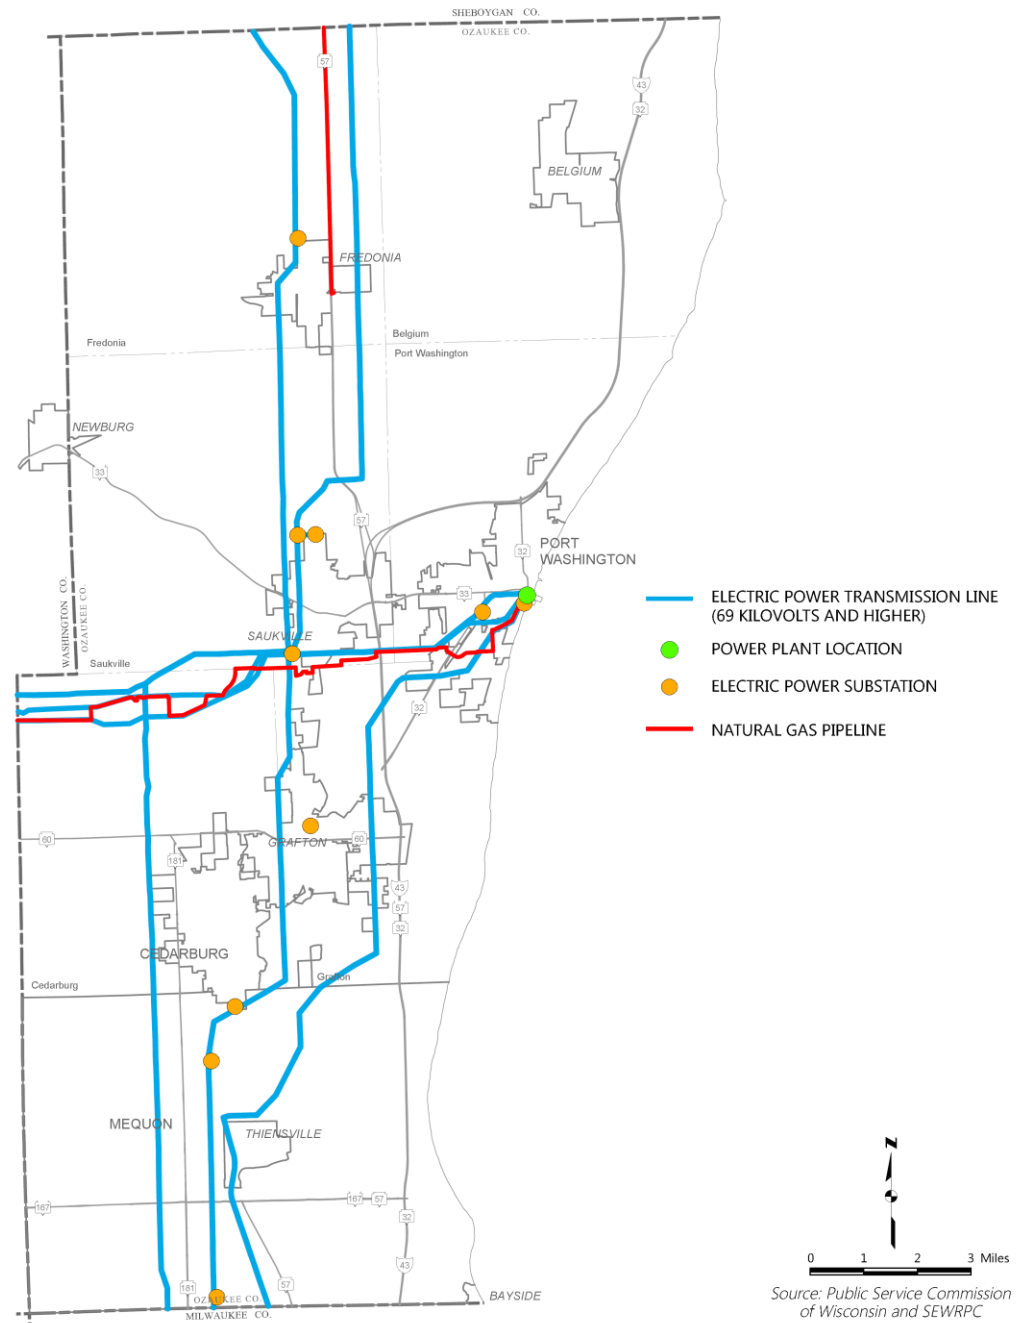 SHEBOYGAN CO.
OZAUKEE CO.
57
43
32
BELGIUM
FREDONIA
Fredonia
Belgium
Port Washington
NEWBURG
33
57
32
PORT
WASHINGTON
33
WASHINGTON CO.
OZAUKEE CO.
SAUKVILLE
Saukville
32
ELECTRIC POWER TRANSMISSION LINE
(69 KILOVOLTS AND HIGHER)
POWER PLANT LOCATION
ELECTRIC POWER SUBSTATION
NATURAL GAS PIPELINE
60
GRAFTON
60
181
43
57
32
CEDARBURG
Cedarburg
Grafton
MEQUON
THIENSVILLE
167
167
57
32
43
181
57
OZAUKEE CO.
MILWAUKEE CO.
BAYSIDE
N
0 1 2 3 Miles
Source: Public Service Commission
of Wisconsin and SEWRPC